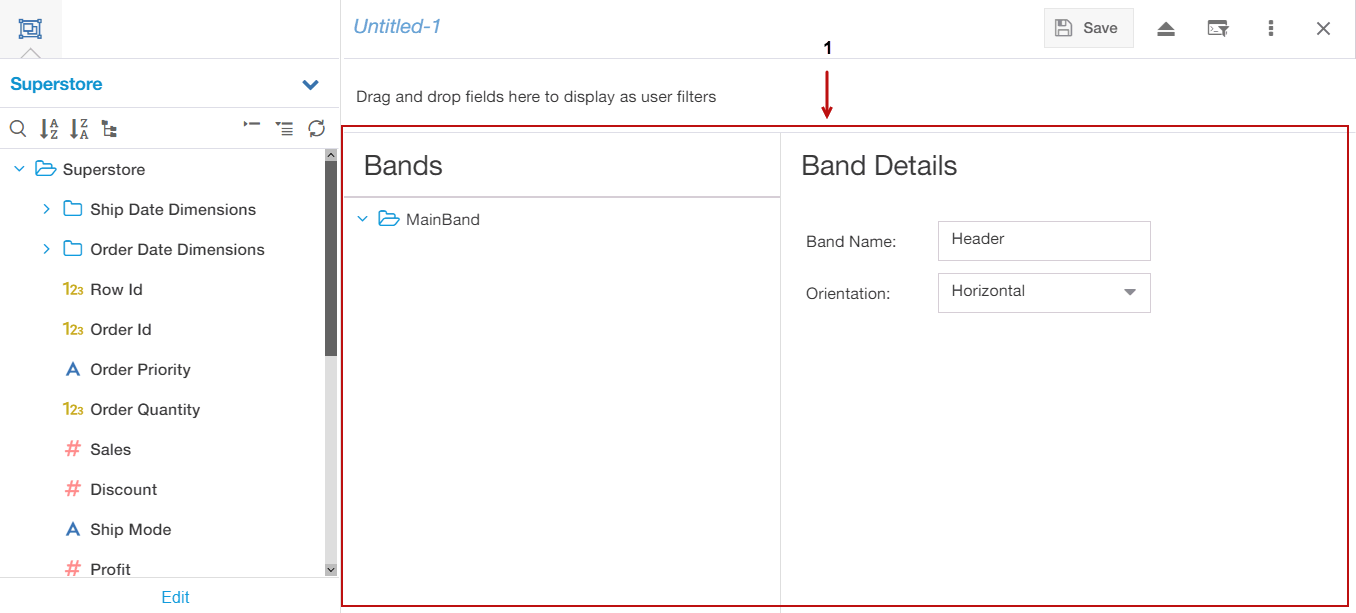 Untitled-1
Save
1
Superstore
Drag and drop fields here to display as user filters
A
Z
Z
A
Superstore
Ship Date Dimensions
Order Date Dimensions
123 Row Id
123 Order Id
A Order Priority
123 Order Quantity
# Sales
# Discount
A Ship Mode
# Profit
Edit
Bands
MainBand
Band Details
Band Name: Header
Orientation: Horizontal